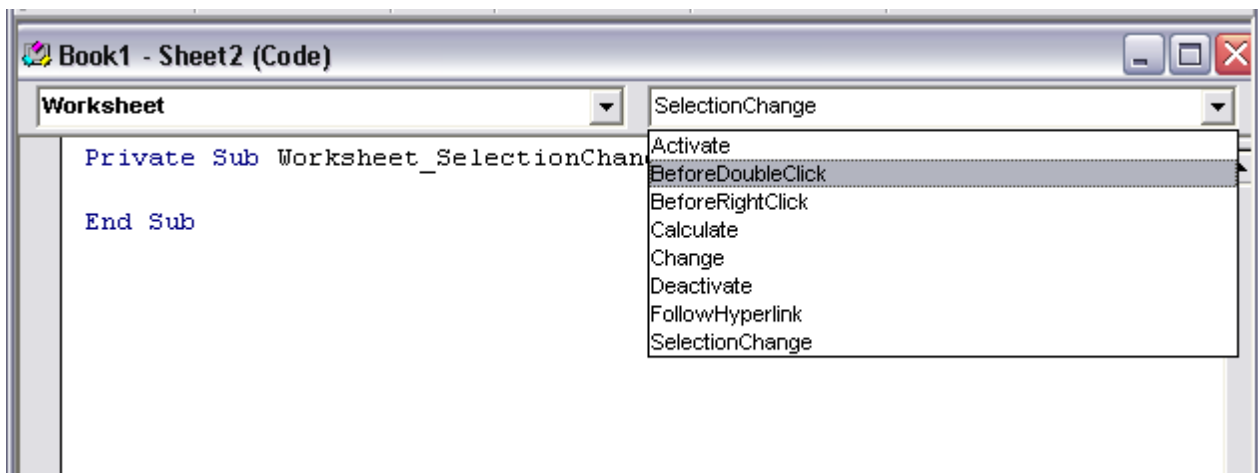 Book1 - Sheet2 (Code)
Worksheet
SelectionChange
Private Sub Worksheet_SelectionChan
End Sub
Activate
BeforeDoubleClick
BeforeRightClick
Calculate
Change
Deactivate
FollowHyperlink
SelectionChange